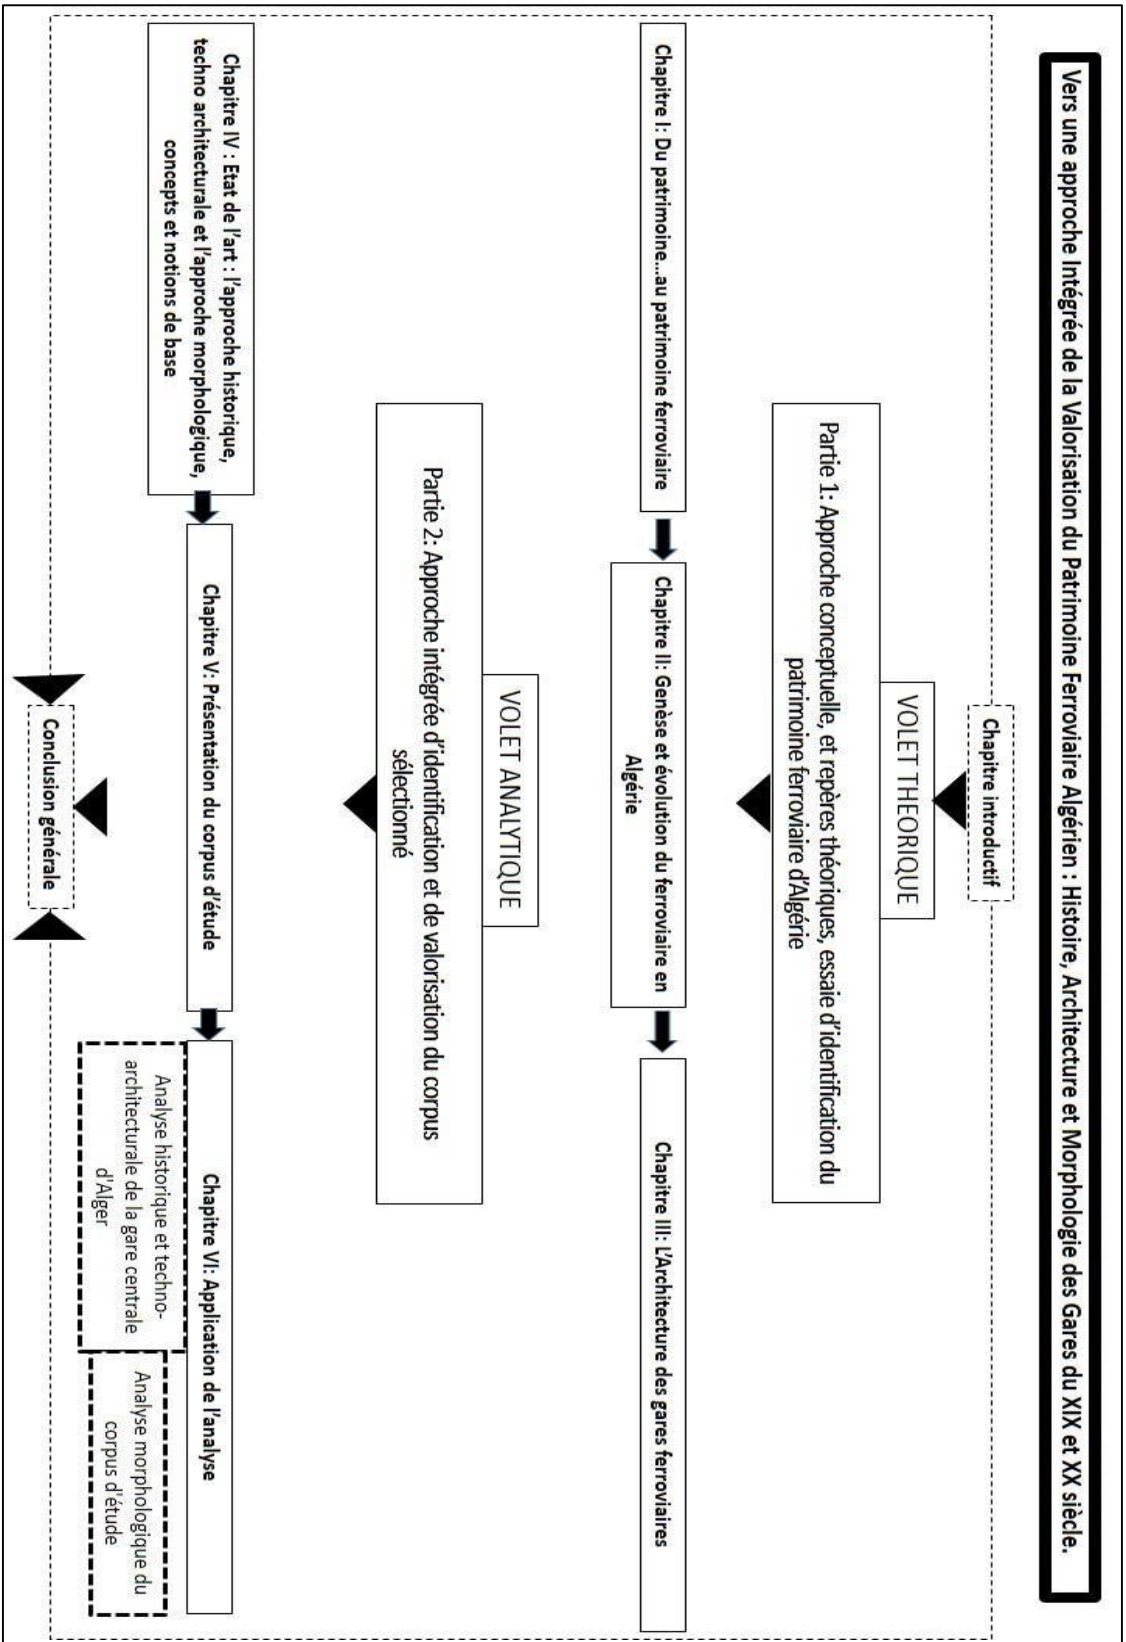 Vers une approche Intégrée de la Valorisation du Patrimoine Ferroviaire Algérien : Histoire, Architecture et Morphologie des Gares du XIX et XX siècle.
Chapitre introductif
VOLET THEORIQUE
Partie 1: Approche conceptuelle, et repères théoriques, essaie d'identification du
patrimoine ferroviaire d'Algérie
Chapitre I: Du patrimoine...au patrimoine ferroviaire
Chapitre II: Genèse et évolution du ferroviaire en
Algérie
Chapitre III: L'Architecture des gares ferroviaires
VOLET ANALYTIQUE
Partie 2: Approche intégrée d'identification et de valorisation du corpus
sélectionné
Chapitre IV : Etat de l'art : l'approche historique,
techno architecturale et l'approche morphologique,
concepts et notions de base
Chapitre V: Présentation du corpus d'étude
Chapitre VI: Application de l'analyse
Analyse historique et techno-
architecturale de la gare centrale
d'Alger
Analyse morphologique du
corpus d'étude
Conclusion générale